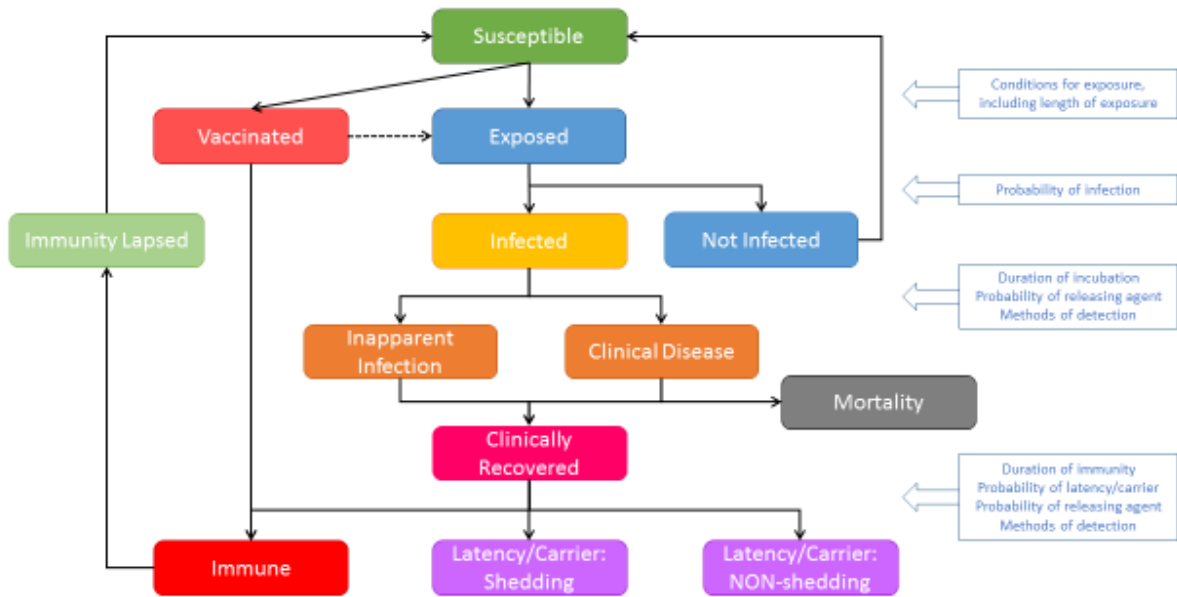 Susceptible
Conditions for exposure,
including length of exposure
Vaccinated
Exposed
Probability of infection
Immunity Lapsed
Infected
Not Infected
Duration of incubation
Probability of releasing agent
Methods of detection
Inapparent
Infection
Clinical Disease
Mortality
Clinically
Recovered
Duration of immunity
Probability of latency/carrier
Probability of releasing agent
Methods of detection
Immune
Latency/Carrier:
Shedding
Latency/Carrier:
NON-shedding